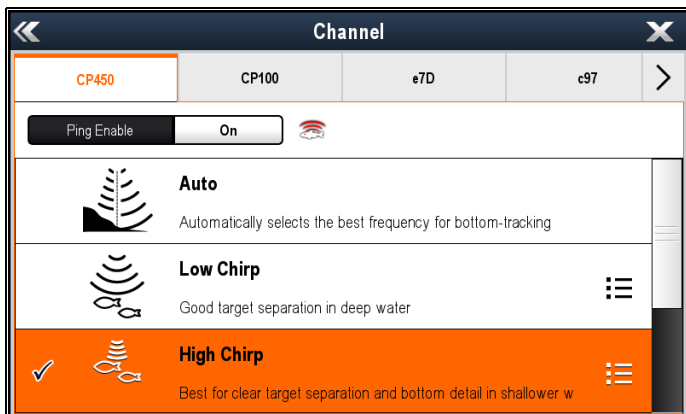 Channel
CP450 CP100 e7D c97
Ping Enable On
Auto
Automatically selects the best frequency for bottom-tracking
Low Chirp
Good target separation in deep water
High Chirp
Best for clear target separation and bottom detail in shallower w